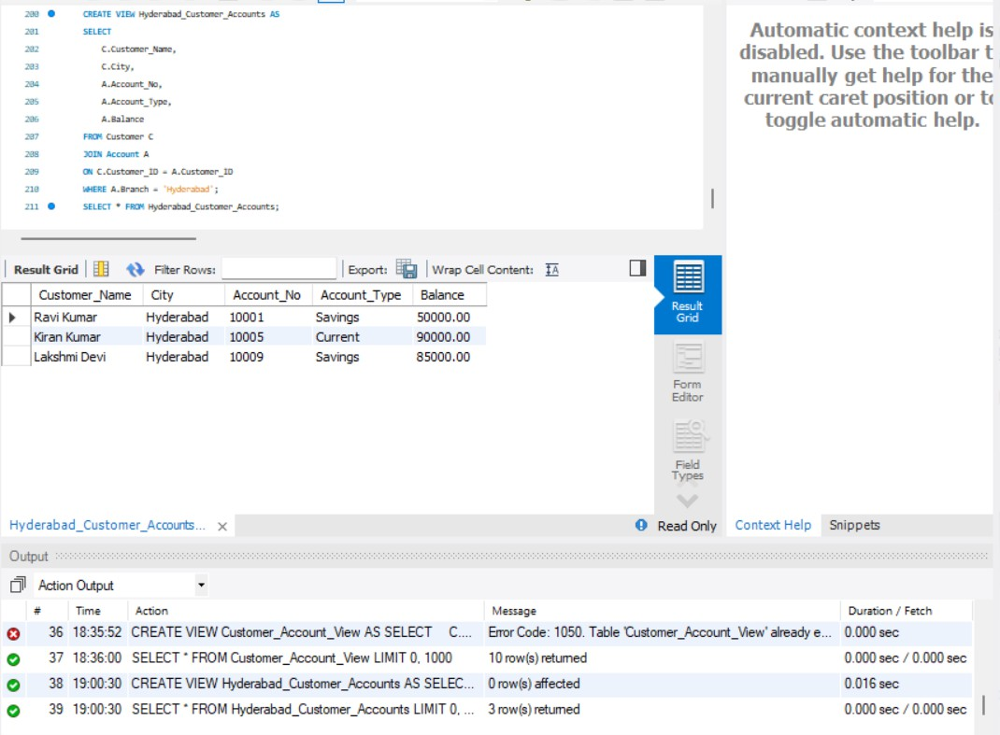 200 CREATE VIEW Hyderabad_Customer_Accounts AS
201 SELECT
202 C.Customer_Name,
203 C.City,
204 A.Account_No,
205 A.Account_Type,
206 A.Balance
207 FROM Customer C
208 JOIN Account A
209 ON C.Customer_ID = A.Customer_ID
210 WHERE A.Branch = 'Hyderabad';
211 SELECT * FROM Hyderabad_Customer_Accounts;
Automatic context help is
disabled. Use the toolbar t
manually get help for the
current caret position or to
toggle automatic help.
Result Grid Filter Rows: Export: Wrap Cell Content: IA
Customer_Name City Account_No Account_Type Balance
Ravi Kumar Hyderabad 10001 Savings 50000.00
Kiran Kumar Hyderabad 10005 Current 90000.00
Lakshmi Devi Hyderabad 10009 Savings 85000.00
Result
Grid
Form
Editor
Field
Types
Hyderabad_Customer_Accounts... Read Only
Context Help Snippets
Output
Action Output
# Time Action Message Duration / Fetch
36 18:35:52 CREATE VIEW Customer_Account_View AS SELECT C.... Error Code: 1050. Table 'Customer_Account_View' already e... 0.000 sec
37 18:36:00 SELECT * FROM Customer_Account_View LIMIT 0, 1000 10 row(s) returned 0.000 sec / 0.000 sec
38 19:00:30 CREATE VIEW Hyderabad_Customer_Accounts AS SELEC... 0 row(s) affected 0.016 sec
39 19:00:30 SELECT * FROM Hyderabad_Customer_Accounts LIMIT 0, ... 3 row(s) returned 0.000 sec / 0.000 sec